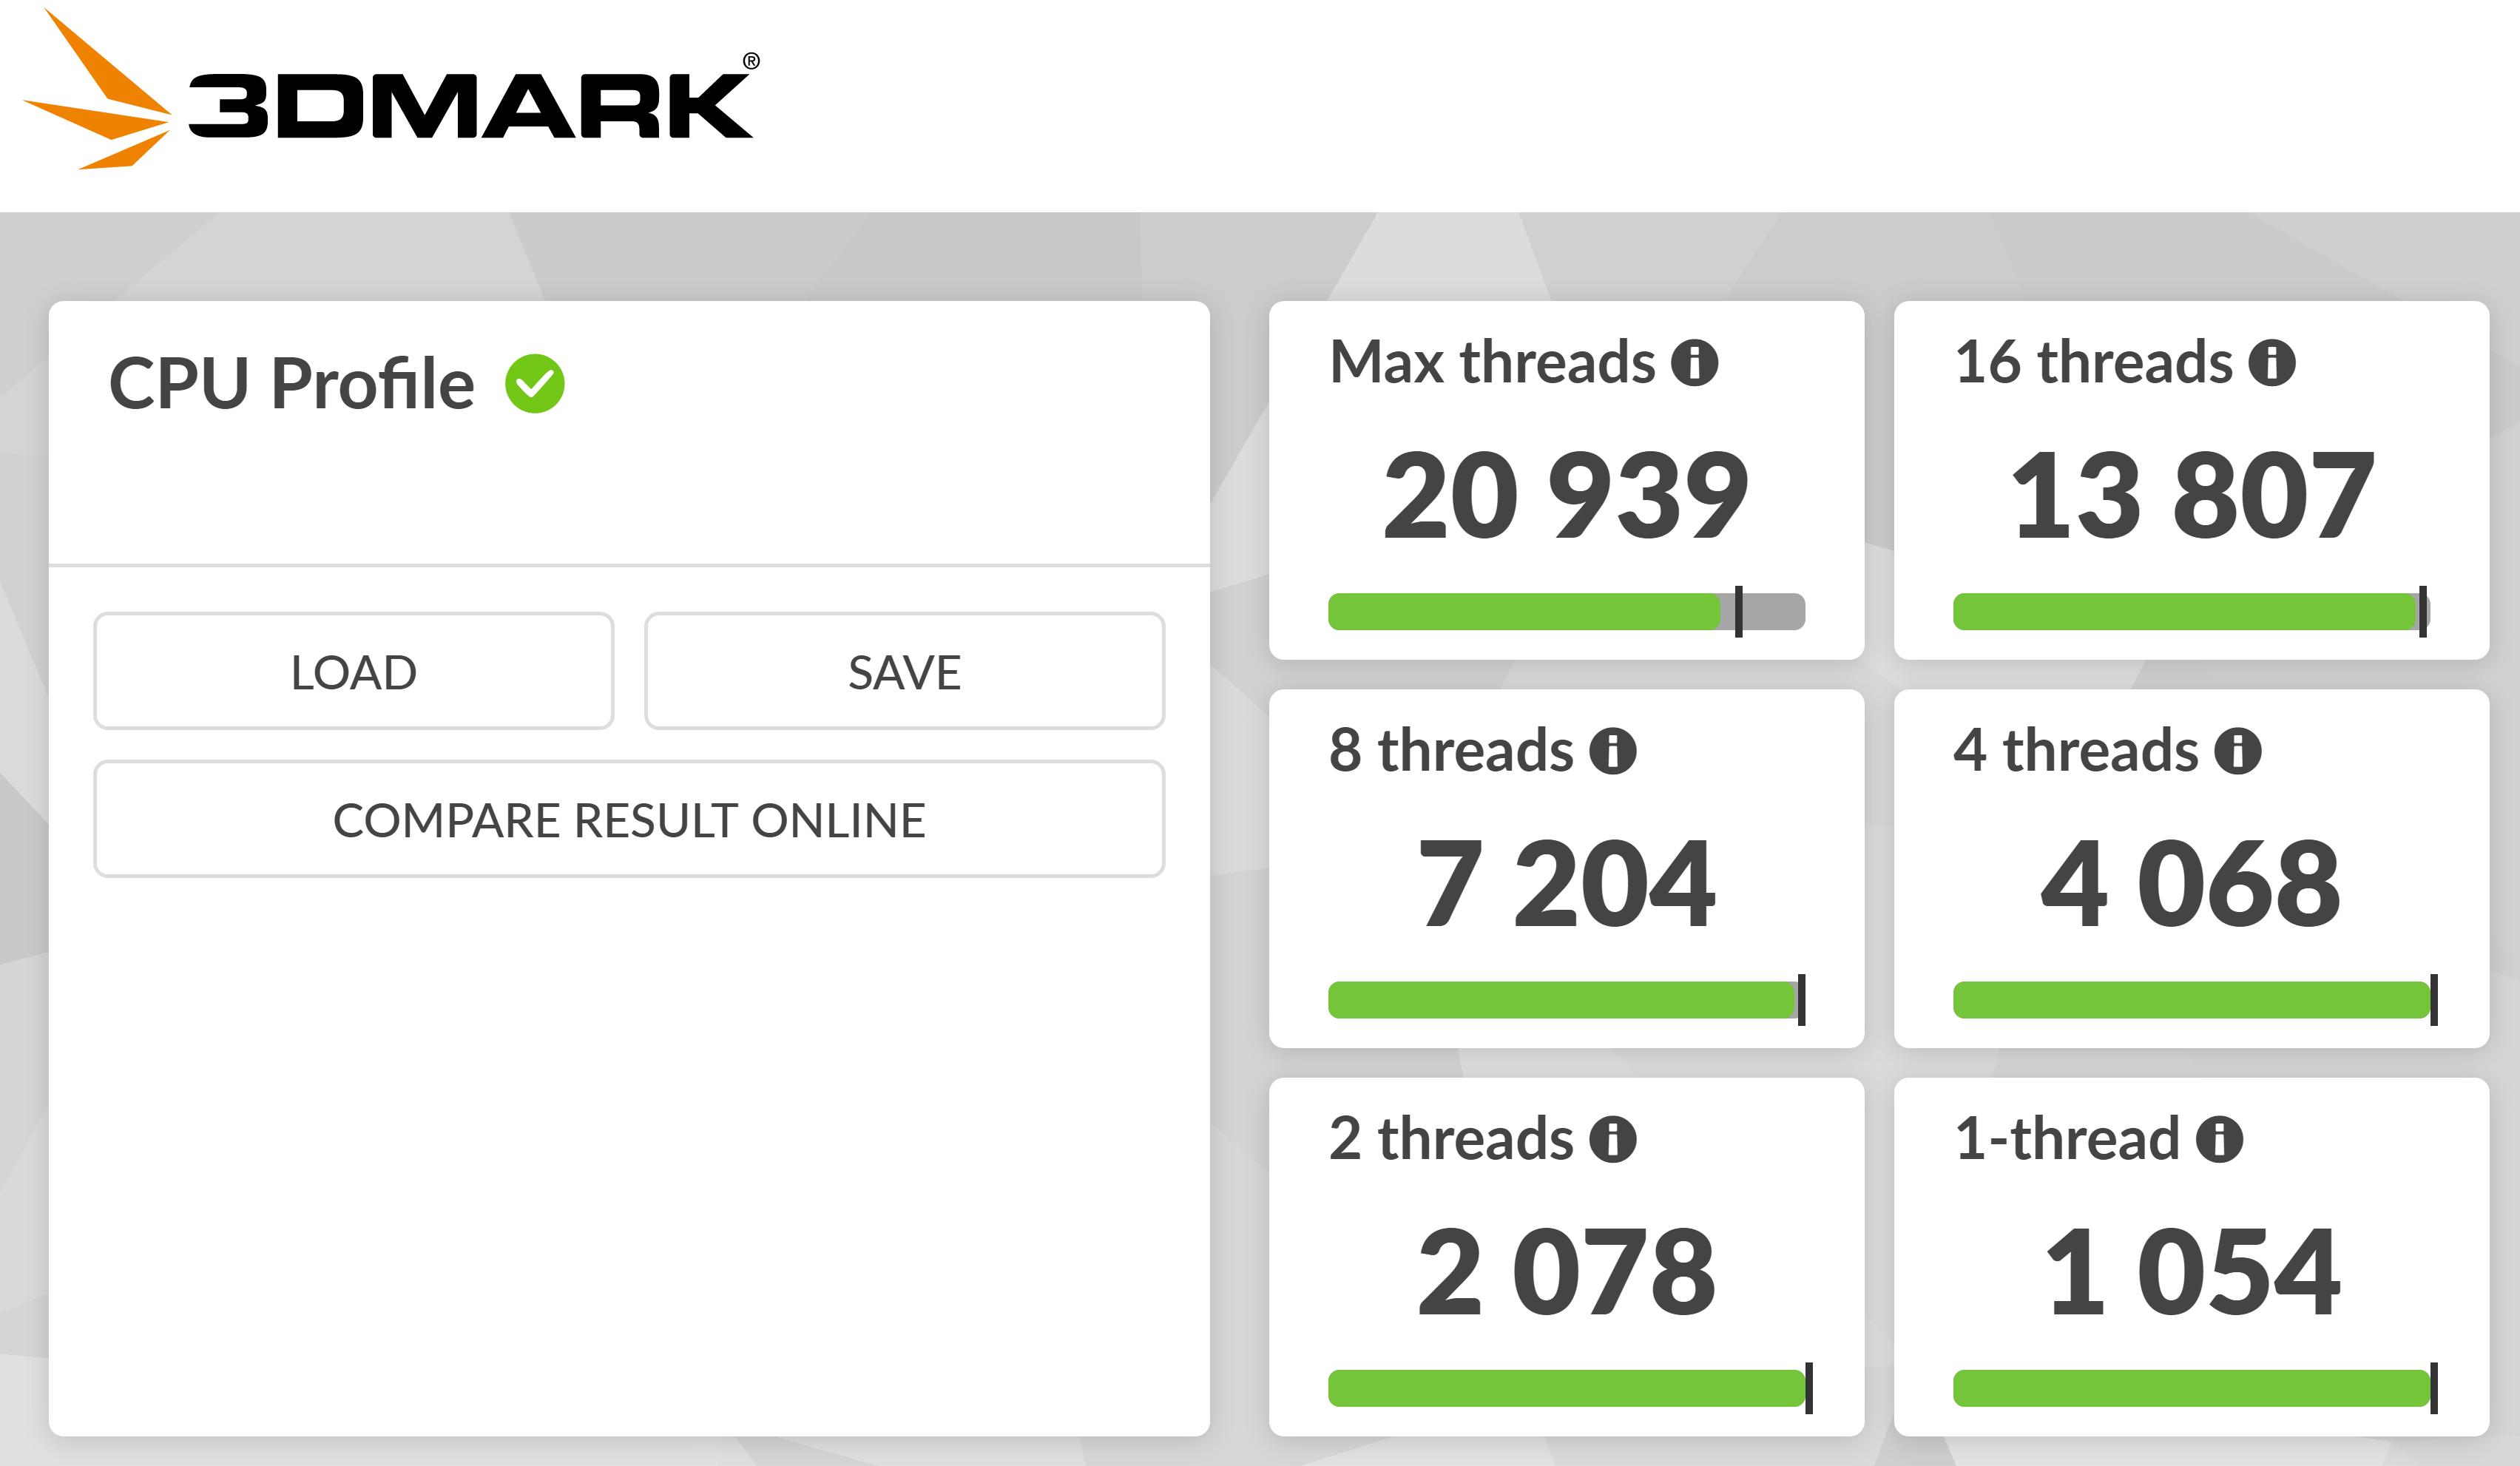 3DMARK®
CPU Profile
LOAD
SAVE
COMPARE RESULT ONLINE
Max threads
20 939
16 threads
13 807
8 threads
7 204
4 threads
4 068
2 threads
2 078
1-thread
1 054